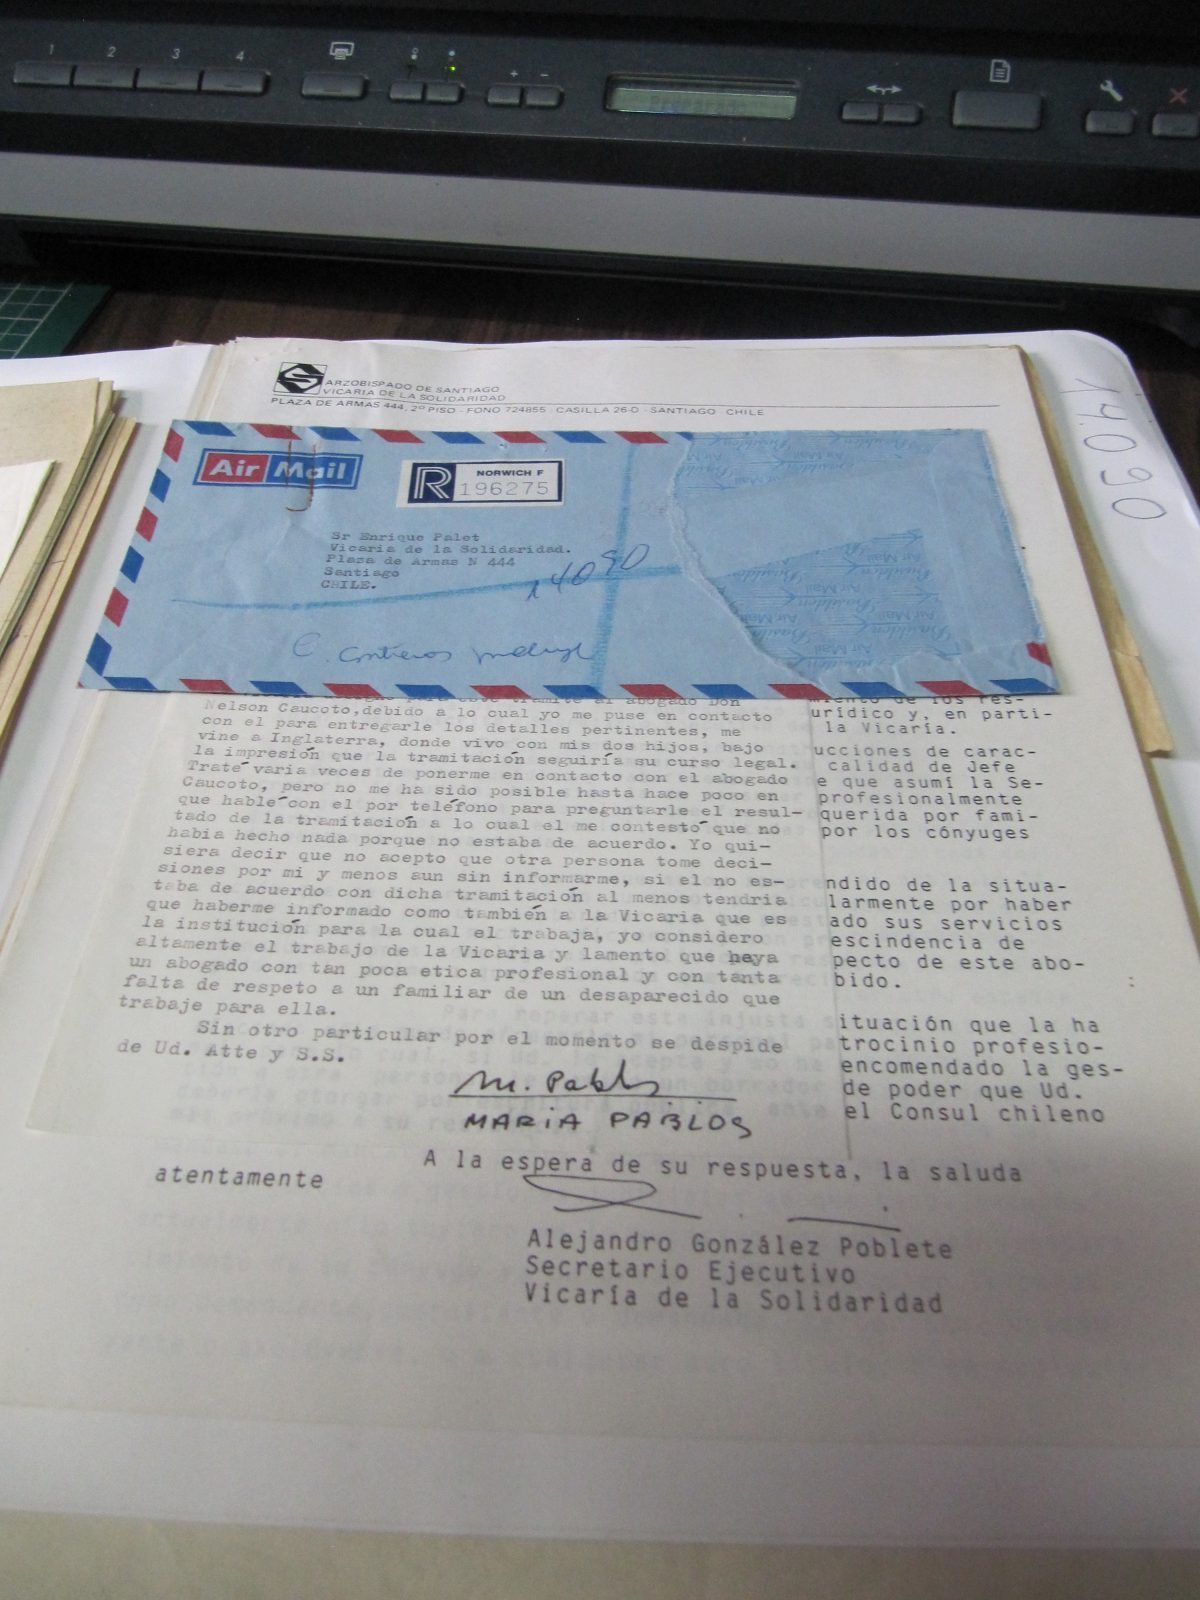 1 2 3 4
+ -
ARZOBISPADO DE SANTIAGO
VICARIA DE LA SOLIDARIDAD
PLAZA DE ARMAS 444, 2º PISO - FONO 724855 - CASILLA 26-D - SANTIAGO - CHILE
14090
Air Mail
R NORWICH F
196275
Sr Enrique Palet
Vicaria de la Solidaridad.
Plaza de Armas N 444
Santiago
CHILE.
14090
C. Contreras
tramite al abogado Don
Nelson Caucoto,debido a lo cual yo me puse en contacto
con el para entregarle los detalles pertinentes, me
vine a Inglaterra, donde vivo con mis dos hijos, bajo
la impresión que la tramitación seguiría su curso legal.
Trate varia veces de ponerme en contacto con el abogado
Caucoto, pero no me ha sido posible hasta hace poco en
que hable con el por teléfono para preguntarle el resul-
tado de la tramitación a lo cual el me contestó que no
habia hecho nada porque no estaba de acuerdo. Yo qui-
siera decir que no acepto que otra persona tome deci-
siones por mi y menos aun sin informarme, si el no es-
taba de acuerdo con dicha tramitación al menos tendria
que haberme informado como también a la Vicaria que es
la institución para la cual el trabaja, yo considero
altamente el trabajo de la Vicaria y lamento que haya
un abogado con tan poca etica profesional y con tanta
falta de respeto a un familiar de un desaparecido que
trabaje para ella.
Sin otro particular por el momento se despide
de Ud. Atte y S.S.
M. Pablos
MARIA PABLOS
miento de los res-
urídico y, en parti-
la Vicaría.
ucciones de carac-
calidad de Jefe
e que asumí la Se-
profesionalmente
querida por fami-
por los cónyuges
ndido de la situa-
larmente por haber
ado sus servicios
escindencia de
pecto de este abo-
bido.
ituación que la ha
trocinio profesio-
encomendado la ges-
de poder que Ud.
el Consul chileno
A la espera de su respuesta, la saluda
atentamente
Alejandro González Poblete
Secretario Ejecutivo
Vicaría de la Solidaridad